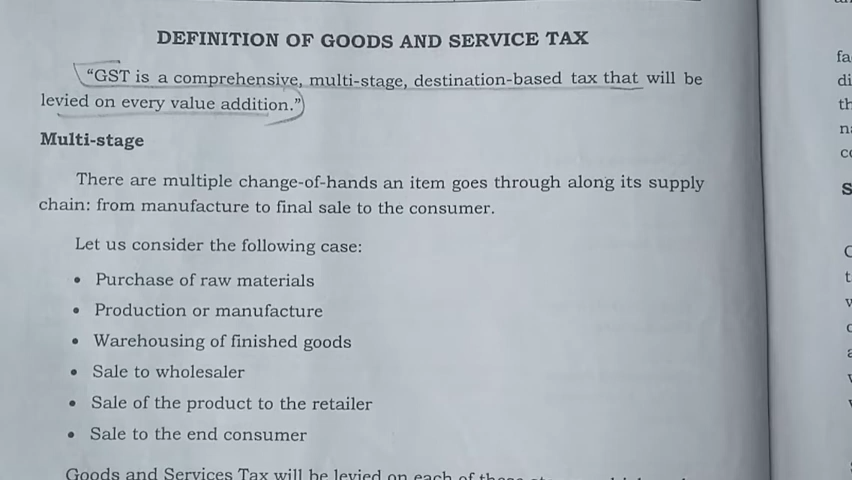 DEFINITION OF GOODS AND SERVICE TAX
“GST is a comprehensive, multi-stage, destination-based tax that will be
levied on every value addition.”
Multi-stage
There are multiple change-of-hands an item goes through along its supply
chain: from manufacture to final sale to the consumer.
Let us consider the following case:
• Purchase of raw materials
• Production or manufacture
• Warehousing of finished goods
• Sale to wholesaler
• Sale of the product to the retailer
• Sale to the end consumer
Goods and Services Tax will be levied on each of these